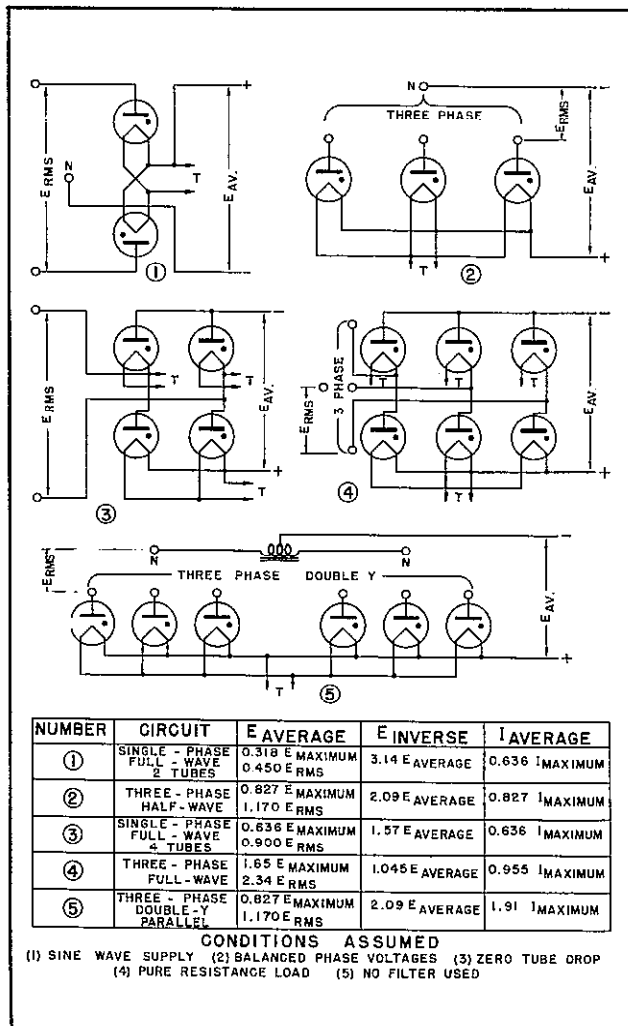 N
E RMS
T
E AV.
+
①
N
THREE PHASE
E RMS
E AV.
T
+
②
E RMS
T
T
E AV.
+
T
③
3 PHASE
E RMS
T
T
T
E AV.
+
T
④
E RMS
N
N
THREE PHASE DOUBLE Y
E AV.
T
+
⑤
NUMBER CIRCUIT E AVERAGE E INVERSE I AVERAGE
① SINGLE - PHASE FULL - WAVE 2 TUBES 0.318 E MAXIMUM 0.450 E RMS 3.14 E AVERAGE 0.636 I MAXIMUM
② THREE - PHASE HALF - WAVE 0.827 E MAXIMUM 1.170 E RMS 2.09 E AVERAGE 0.827 I MAXIMUM
③ SINGLE - PHASE FULL - WAVE 4 TUBES 0.636 E MAXIMUM 0.900 E RMS 1.57 E AVERAGE 0.636 I MAXIMUM
④ THREE - PHASE FULL - WAVE 1.65 E MAXIMUM 2.34 E RMS 1.045 E AVERAGE 0.955 I MAXIMUM
⑤ THREE - PHASE DOUBLE - Y PARALLEL 0.827 E MAXIMUM 1.170 E RMS 2.09 E AVERAGE 1.91 I MAXIMUM
CONDITIONS ASSUMED
(1) SINE WAVE SUPPLY (2) BALANCED PHASE VOLTAGES (3) ZERO TUBE DROP
(4) PURE RESISTANCE LOAD (5) NO FILTER USED